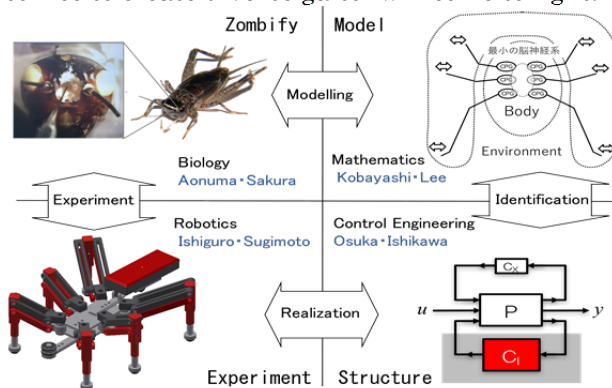 Zombify
Model
最小の脳神経系
CPG CPG
CPG CPG
CPG CPG
Body
Environment
Modelling
Biology
Aonuma・Sakura
Mathematics
Kobayashi・Lee
Experiment
Identification
Robotics
Ishiguro・Sugimoto
Control Engineering
Osuka・Ishikawa
Realization
Cx
u
P
y
CI
Experiment
Structure